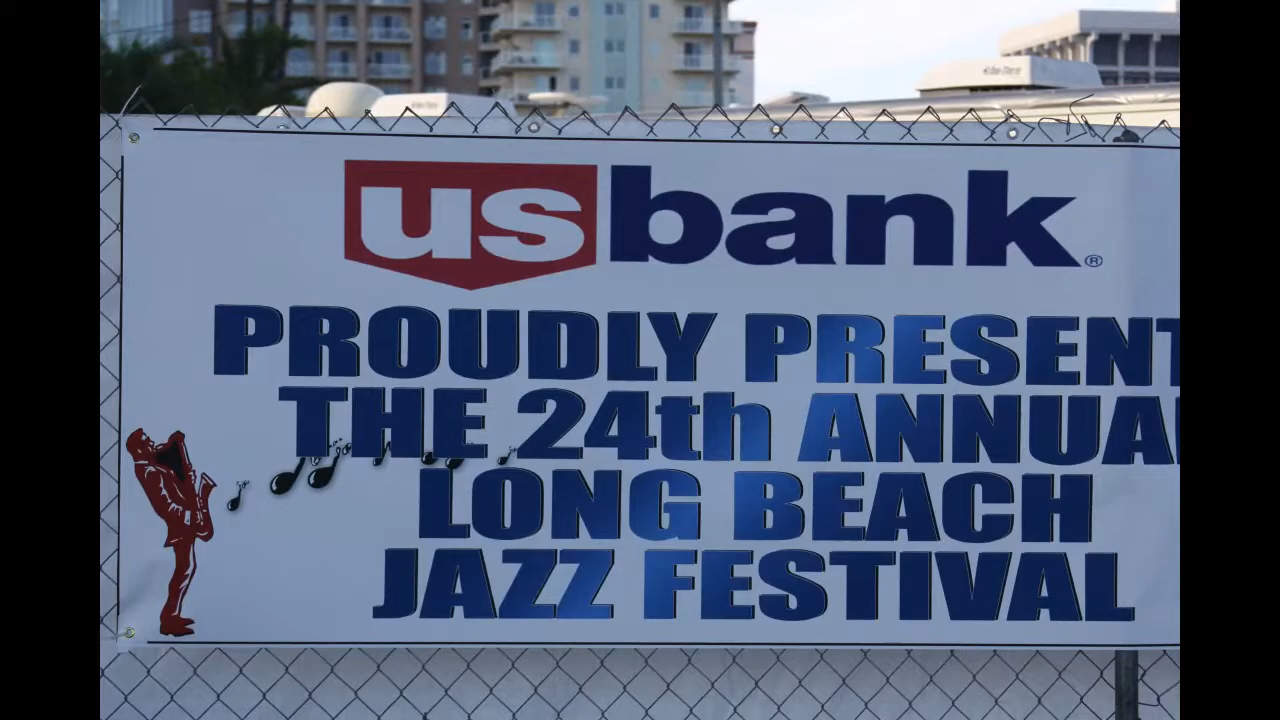 usbank®
PROUDLY PRESENT
THE 24th ANNUA
LONG BEACH
JAZZ FESTIVAL